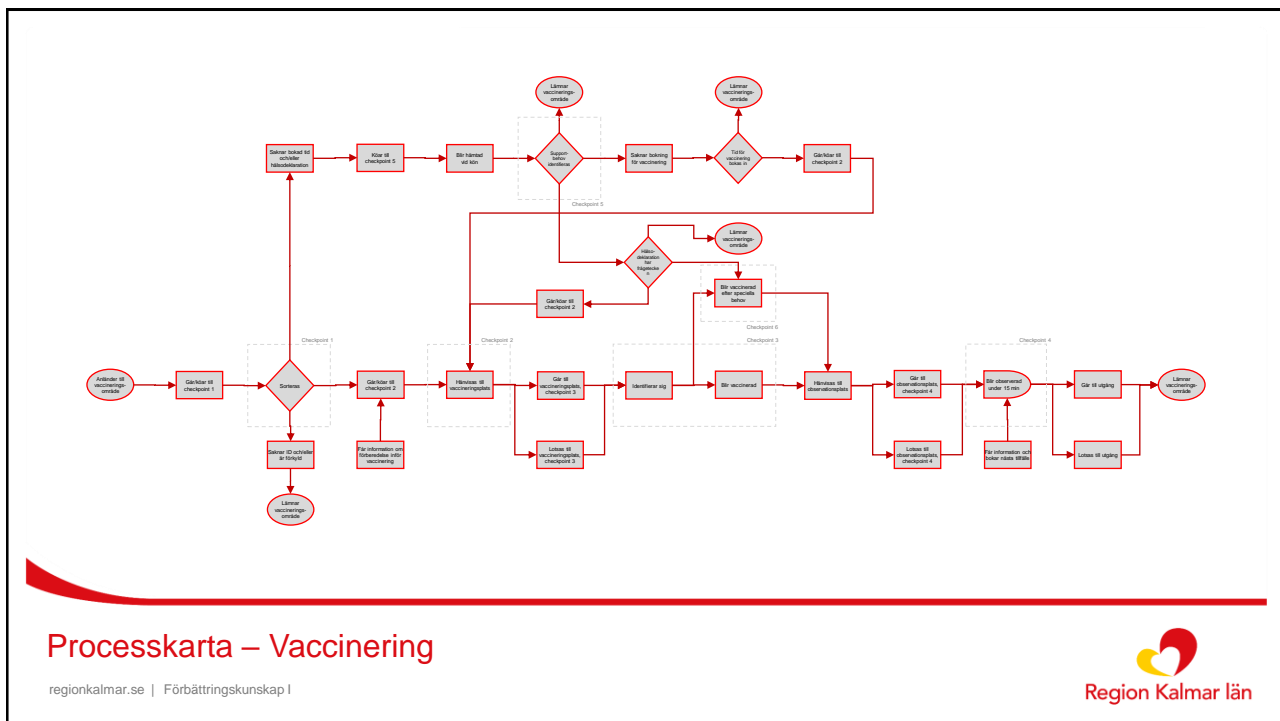 Lämnar
vaccinerings-
område
Lämnar
vaccinerings-
område
Saknar bokad tid
och/eller
hälsodeklaration
Köar till
checkpoint 5
Blir hämtad
vid kön
Support-
behov
identifieras
Saknar bokning
för vaccinering
Tid för
vaccinering
bokas in
Går/köar till
checkpoint 2
Checkpoint 5
Hälso-
deklaration
har
frågetecke
n
Lämnar
vaccinerings-
område
Går/köar till
checkpoint 2
Blir vaccinerad
efter speciella
behov
Checkpoint 6
Checkpoint 1
Checkpoint 2
Checkpoint 3
Checkpoint 4
Anländer till
vaccinerings-
område
Går/köar till
checkpoint 1
Sorteras
Går/köar till
checkpoint 2
Hänvisas till
vaccineringsplats
Går till
vaccineringsplats,
checkpoint 3
Identifierar sig
Blir vaccinerad
Hänvisas till
observationsplats
Går till
observationsplats,
checkpoint 4
Blir observerad
under 15 min
Går till utgång
Lämnar
vaccinerings-
område
Saknar ID och/eller
är förkyld
Får information om
förberedelse inför
vaccinering
Lotsas till
vaccineringsplats,
checkpoint 3
Lotsas till
observationsplats,
checkpoint 4
Får information och
bokar nästa tillfälle
Lotsas till utgång
Lämnar
vaccinerings-
område
Processkarta – Vaccinering
regionkalmar.se | Förbättringskunskap I
Region Kalmar län